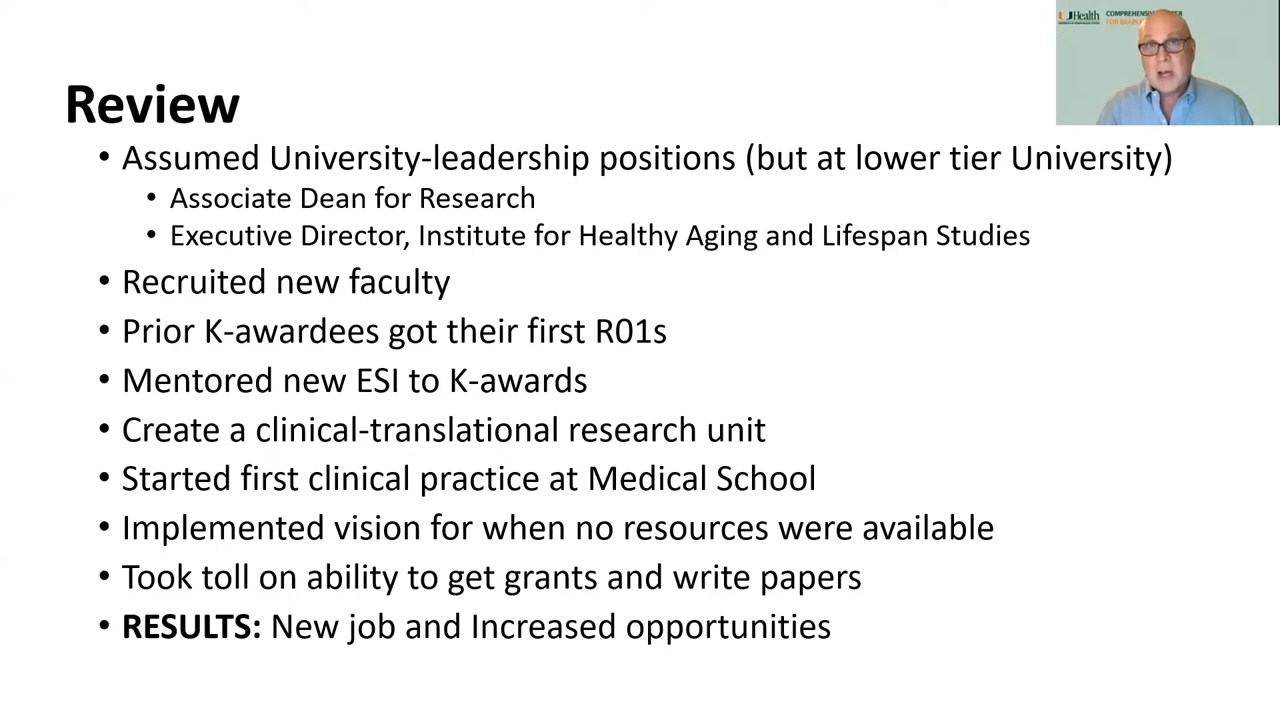 UHealth
COMPREHENSIVE
FOR BRAIN
Review
• Assumed University-leadership positions (but at lower tier University)
• Associate Dean for Research
• Executive Director, Institute for Healthy Aging and Lifespan Studies
• Recruited new faculty
• Prior K-awardees got their first R01s
• Mentored new ESI to K-awards
• Create a clinical-translational research unit
• Started first clinical practice at Medical School
• Implemented vision for when no resources were available
• Took toll on ability to get grants and write papers
• RESULTS: New job and Increased opportunities